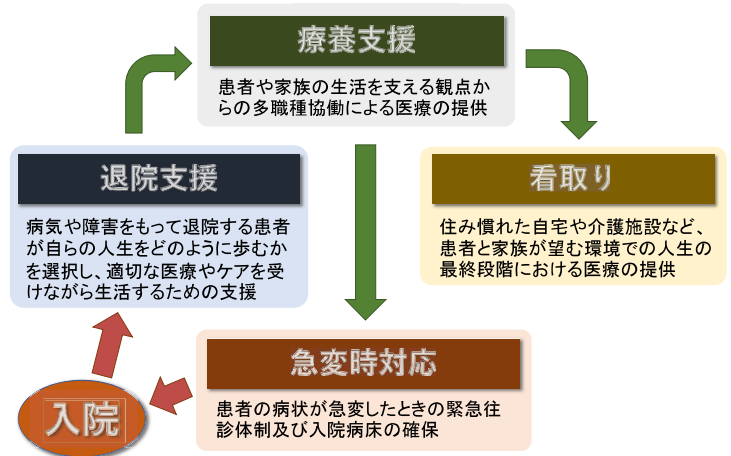 療養支援
患者や家族の生活を支える観点か
らの多職種協働による医療の提供
退院支援
病気や障害をもって退院する患者
が自らの人生をどのように歩むか
を選択し、適切な医療やケアを受
けながら生活するための支援
看取り
住み慣れた自宅や介護施設など、
患者と家族が望む環境での人生の
最終段階における医療の提供
急変時対応
患者の病状が急変したときの緊急往
診体制及び入院病床の確保
入院